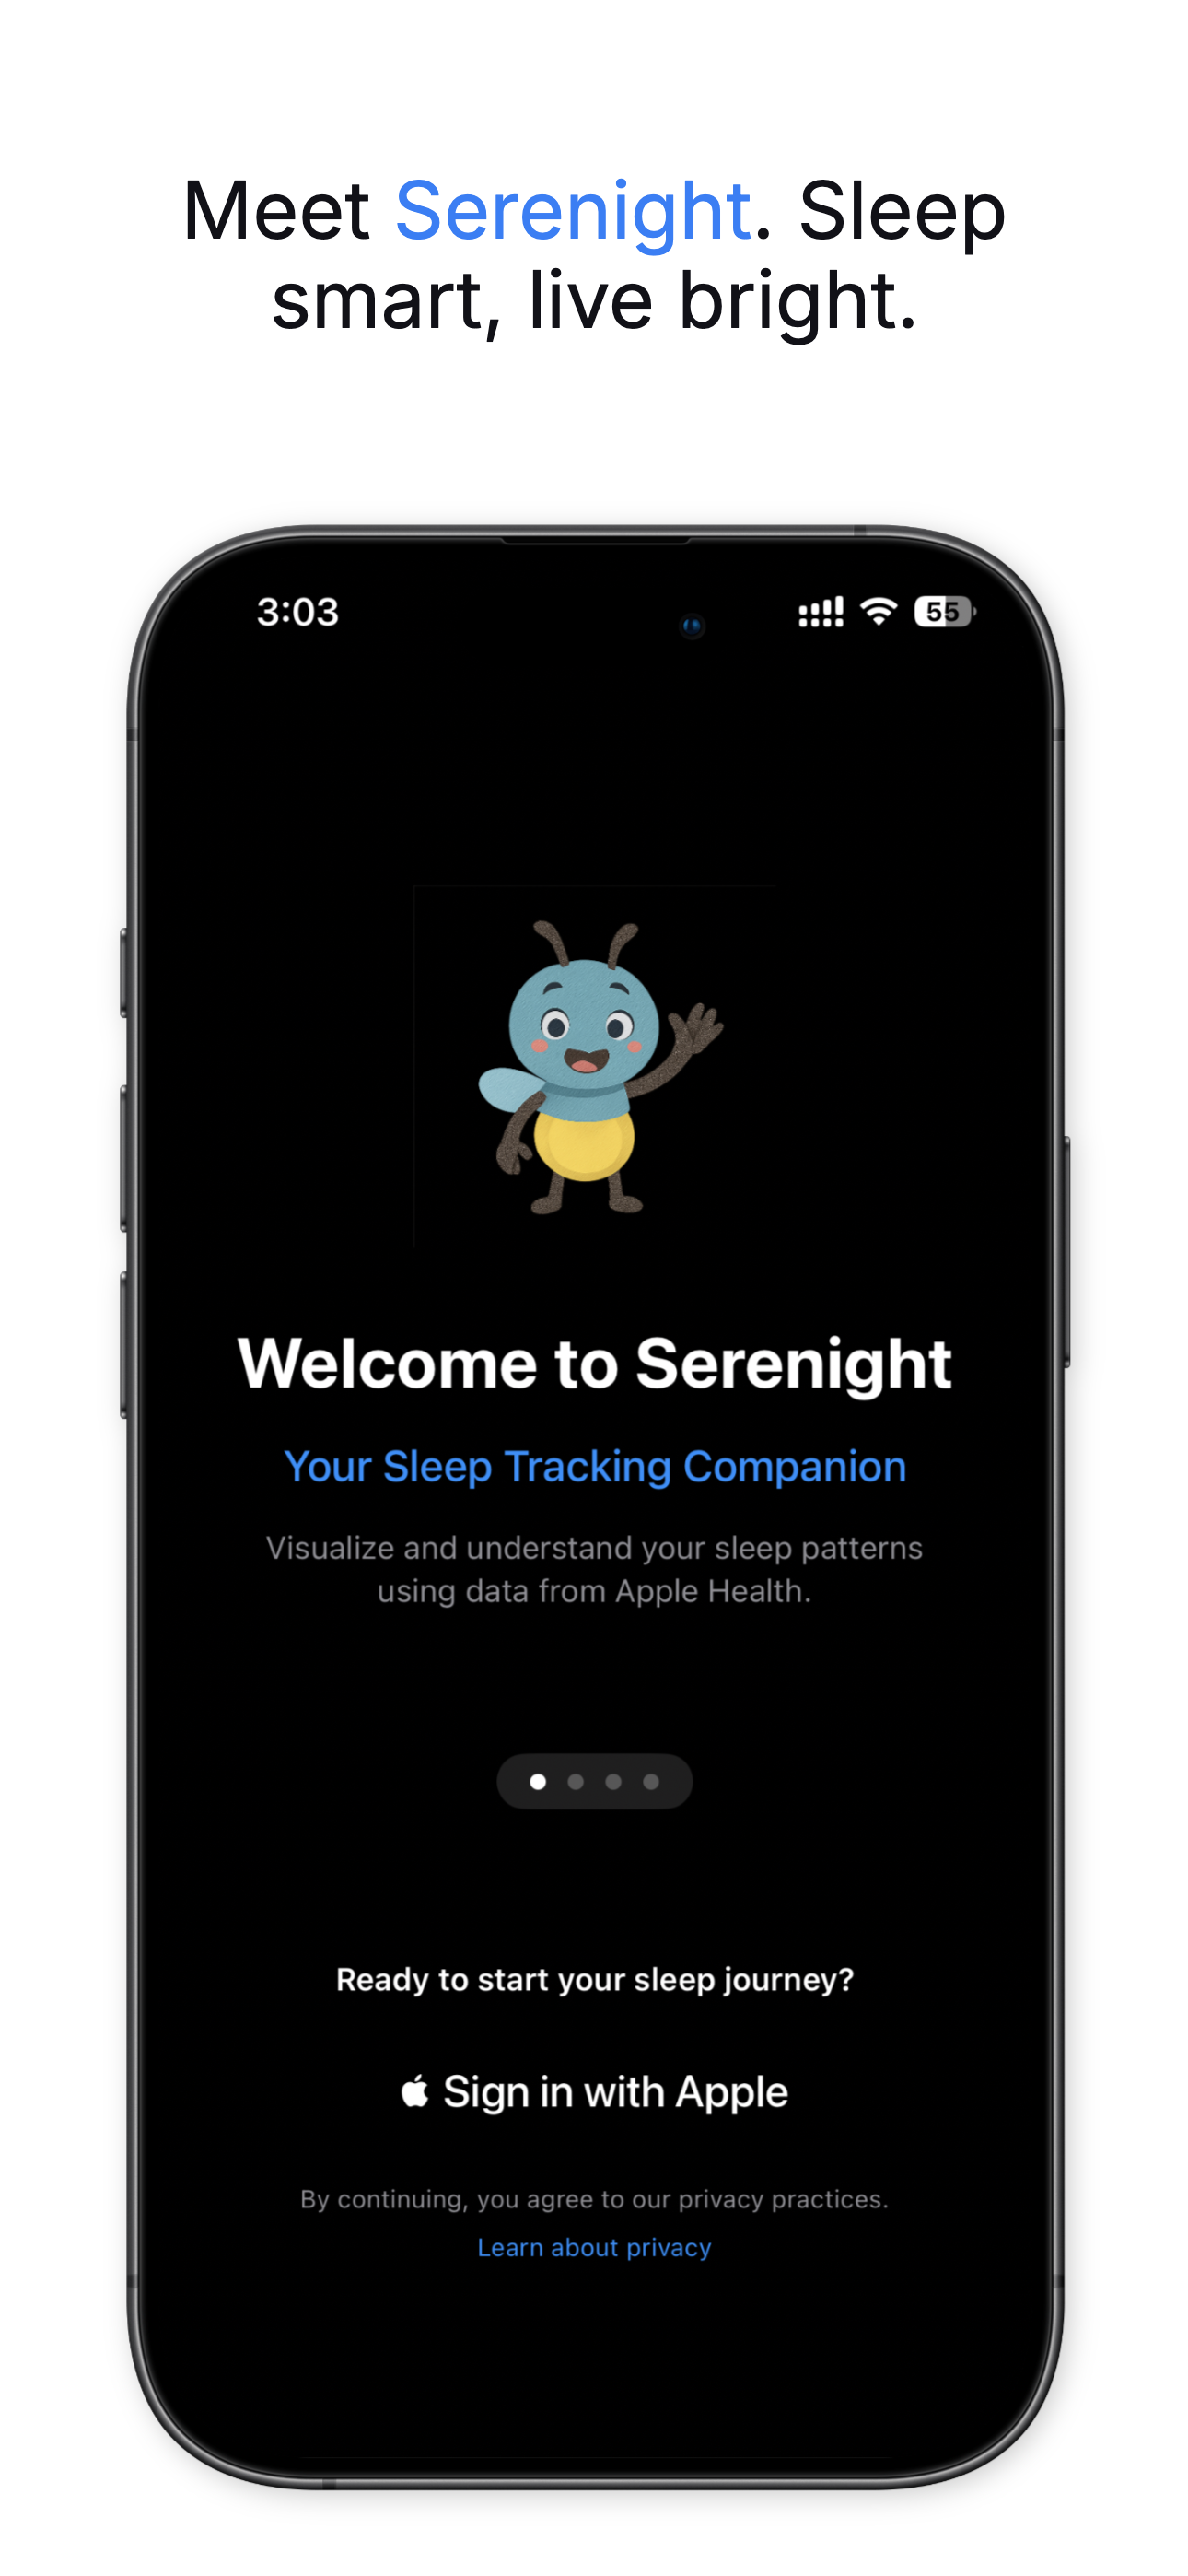 Meet Serenight. Sleep
smart, live bright.
3:03
55
Welcome to Serenight
Your Sleep Tracking Companion
Visualize and understand your sleep patterns
using data from Apple Health.
Ready to start your sleep journey?
Sign in with Apple
By continuing, you agree to our privacy practices.
Learn about privacy